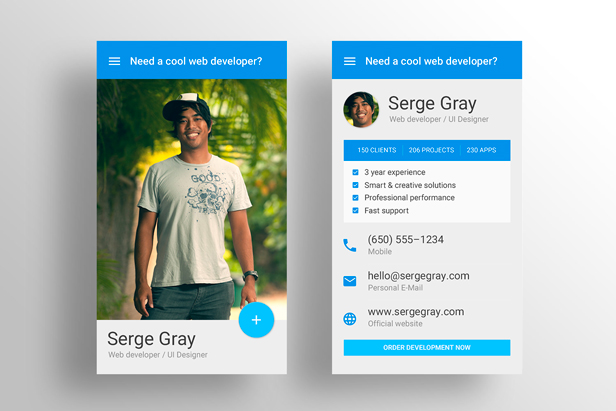 Need a cool web developer?
GOOD
Serge Gray
Web developer / UI Designer
Need a cool web developer?
Serge Gray
Web developer / UI Designer
150 CLIENTS 206 PROJECTS 230 APPS
3 year experience
Smart & creative solutions
Professional performance
Fast support
(650) 555–1234
Mobile
hello@sergegray.com
Personal E-Mail
www.sergegray.com
Official website
ORDER DEVELOPMENT NOW